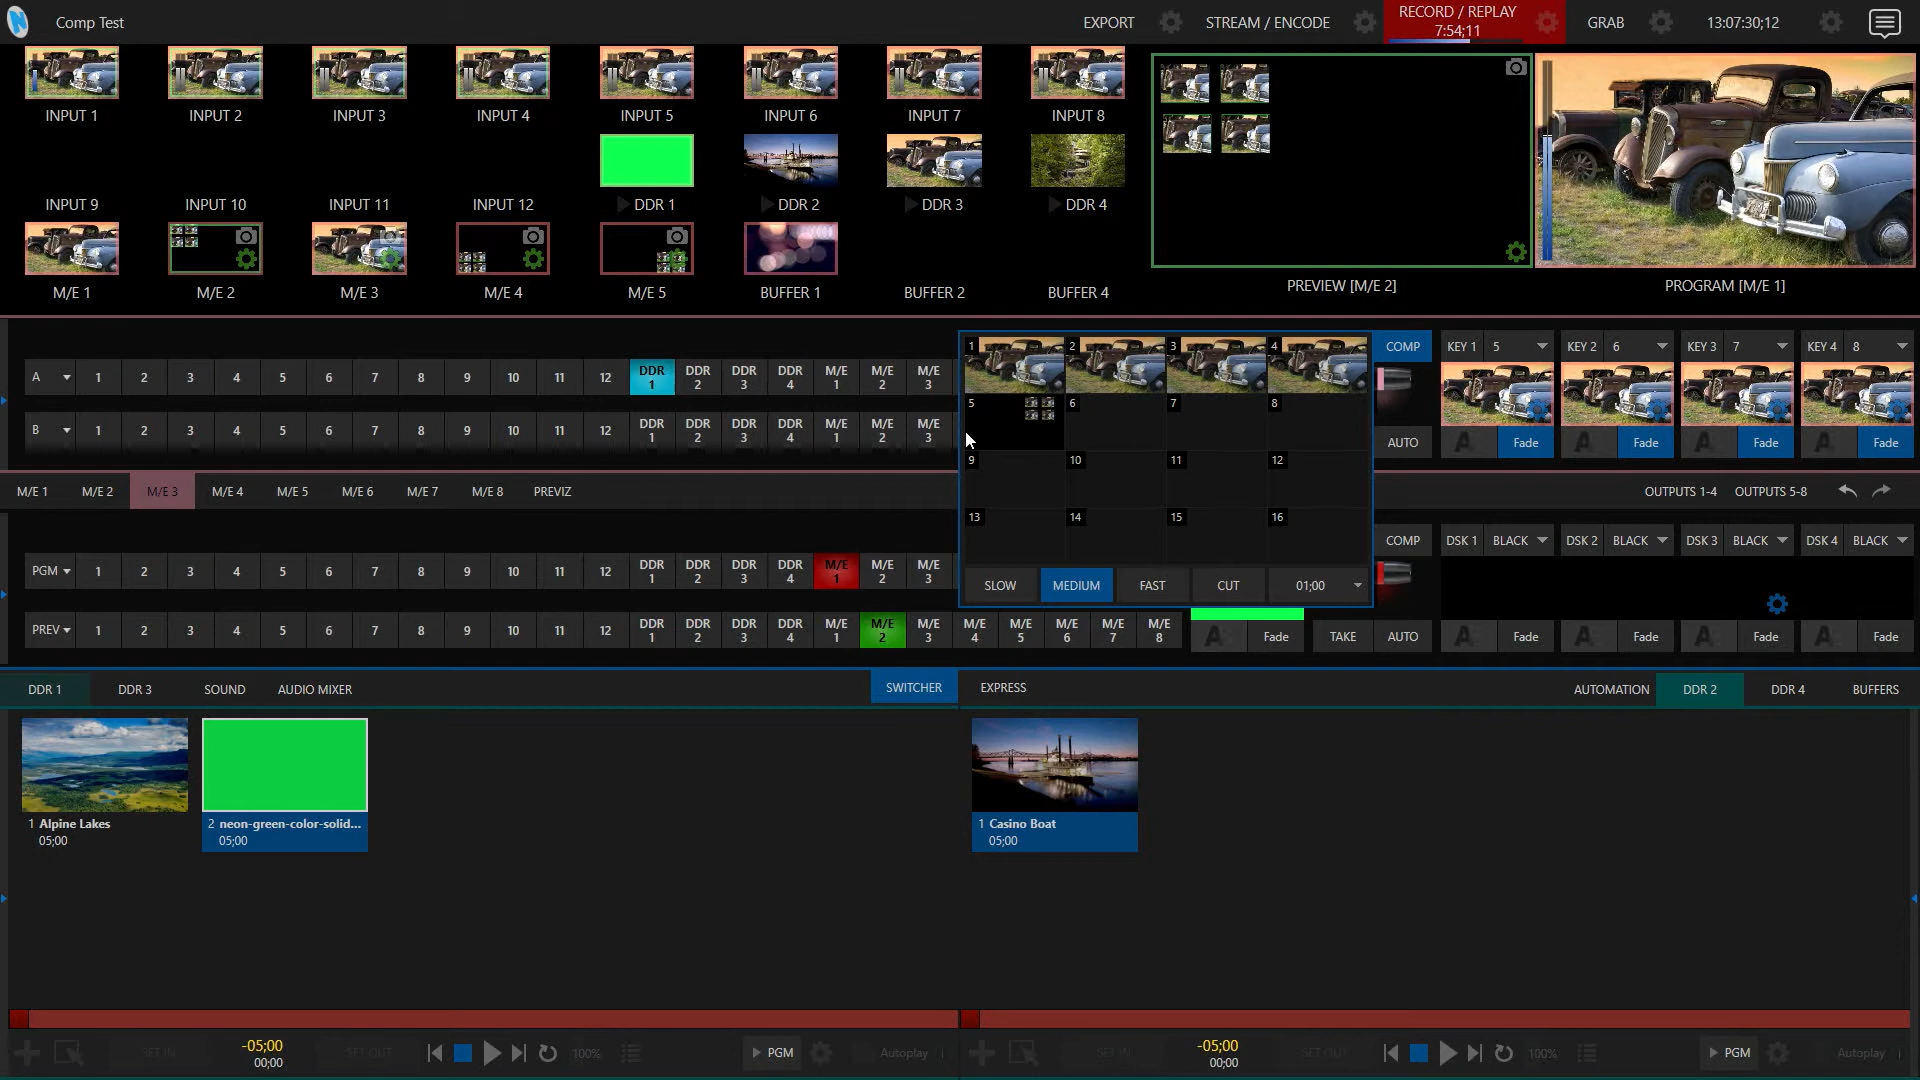 Comp Test
EXPORT
STREAM / ENCODE
RECORD / REPLAY
7:54;11
GRAB
13:07:30;12
INPUT 1 INPUT 2 INPUT 3 INPUT 4 INPUT 5 INPUT 6 INPUT 7 INPUT 8
INPUT 9 INPUT 10 INPUT 11 INPUT 12 DDR 1 DDR 2 DDR 3 DDR 4
M/E 1 M/E 2 M/E 3 M/E 4 M/E 5 BUFFER 1 BUFFER 2 BUFFER 4
PREVIEW [M/E 2] PROGRAM [M/E 1]
A 1 2 3 4 5 6 7 8 9 10 11 12 DDR 1 DDR 2 DDR 3 DDR 4 M/E 1 M/E 2 M/E 3
B 1 2 3 4 5 6 7 8 9 10 11 12 DDR 1 DDR 2 DDR 3 DDR 4 M/E 1 M/E 2 M/E 3
1 2 3 4
5 6 7 8
9 10 11 12
13 14 15 16
SLOW MEDIUM FAST CUT 01;00
COMP KEY 1 5 KEY 2 6 KEY 3 7 KEY 4 8
AUTO Fade Fade Fade Fade
M/E 1 M/E 2 M/E 3 M/E 4 M/E 5 M/E 6 M/E 7 M/E 8 PREVIZ
OUTPUTS 1-4 OUTPUTS 5-8
COMP DSK 1 BLACK DSK 2 BLACK DSK 3 BLACK DSK 4 BLACK
PGM 1 2 3 4 5 6 7 8 9 10 11 12 DDR 1 DDR 2 DDR 3 DDR 4 M/E 1 M/E 2 M/E 3
PREV 1 2 3 4 5 6 7 8 9 10 11 12 DDR 1 DDR 2 DDR 3 DDR 4 M/E 1 M/E 2 M/E 3 M/E 4 M/E 5 M/E 6 M/E 7 M/E 8
Fade TAKE AUTO Fade Fade Fade Fade
DDR 1 DDR 3 SOUND AUDIO MIXER SWITCHER EXPRESS AUTOMATION DDR 2 DDR 4 BUFFERS
1 Alpine Lakes
05;00
2 neon-green-color-solid...
05;00
1 Casino Boat
05;00
SET IN
-05;00
00;00
SET OUT
100%
PGM
Autoplay
SET IN
-05;00
00;00
SET OUT
100%
PGM
Autoplay